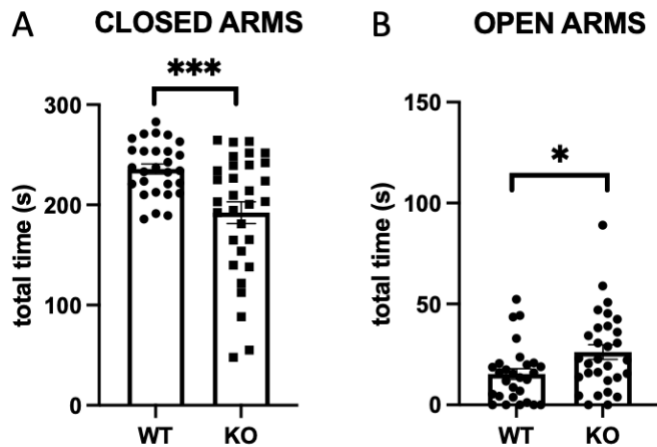 A CLOSED ARMS
***
300
200
100
0
total time (s)
WT KO
B OPEN ARMS
*
150
100
50
0
total time (s)
WT KO